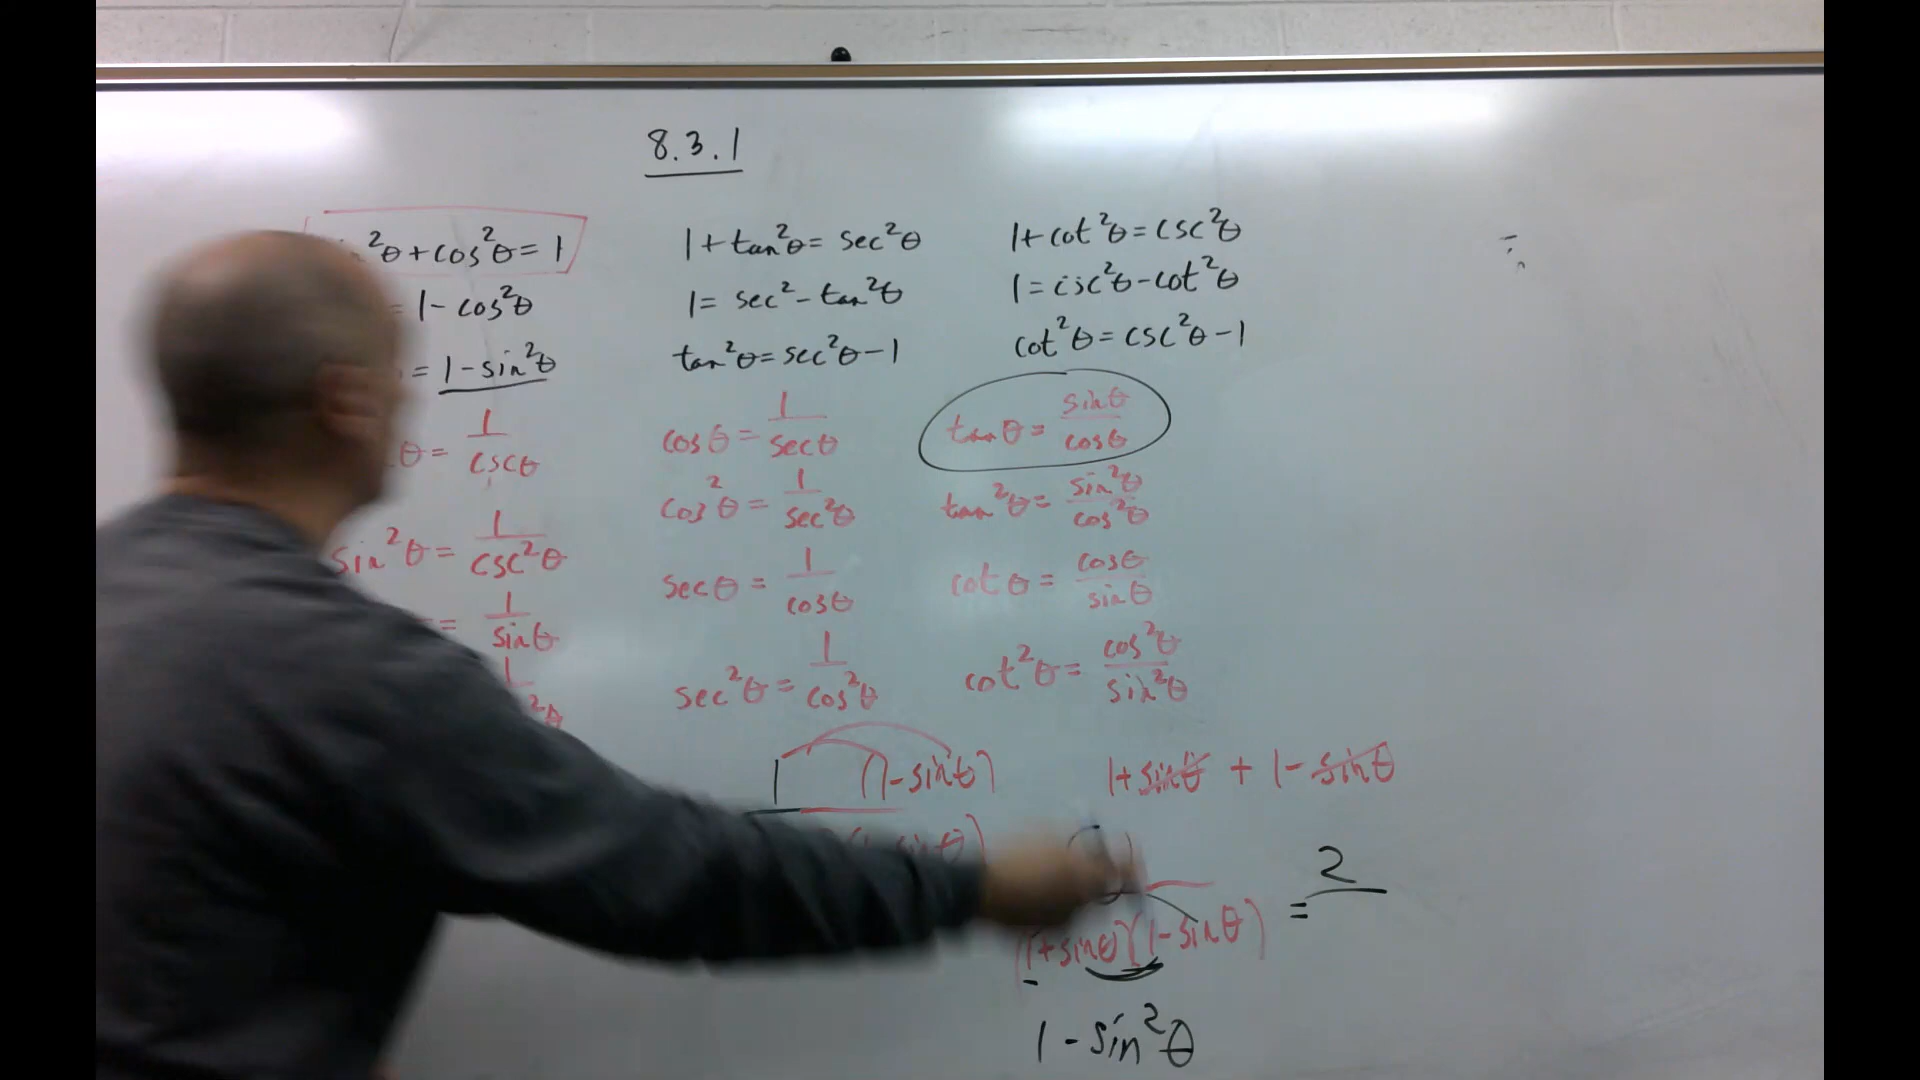 8.3.1
²θ+cos²θ=1
= 1-cos²θ
= 1-sin²θ
θ= 1/cscθ
sin²θ= 1/csc²θ
= 1/sinθ
1+tan²θ= sec²θ
1= sec²-tan²θ
tan²θ=sec²θ-1
cosθ= 1/secθ
cos²θ= 1/sec²θ
secθ= 1/cosθ
sec²θ= 1/cos²θ
1+cot²θ=csc²θ
1=csc²θ-cot²θ
cot²θ=csc²θ-1
tanθ= sinθ/cosθ
tan²θ= sin²θ/cos²θ
cotθ= cosθ/sinθ
cot²θ= cos²θ/sin²θ
1 (1-sinθ)
1+sinθ + 1-sinθ
(1+sinθ)(1-sinθ)
= 2
1-sin²θ